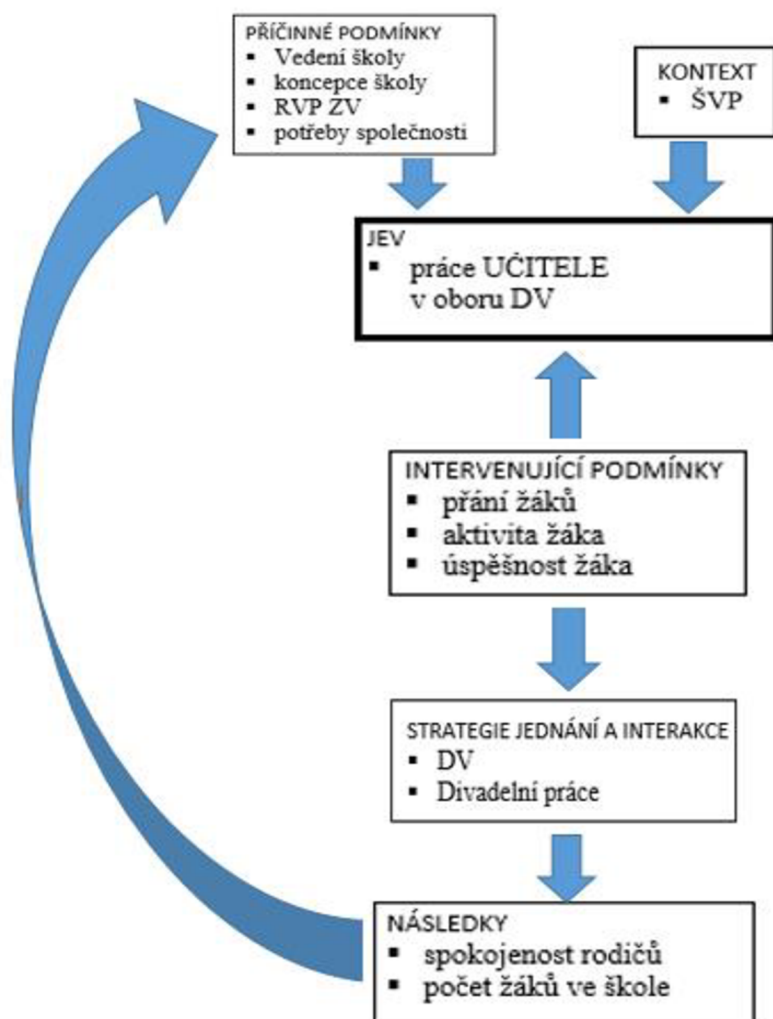 PŘÍČINNÉ PODMÍNKY
▪ Vedení školy
▪ koncepce školy
▪ RVP ZV
▪ potřeby společnosti
KONTEXT
▪ ŠVP
JEV
▪ práce UČITELE
v oboru DV
INTERVENUJÍCÍ PODMÍNKY
▪ přání žáků
▪ aktivita žáka
▪ úspěšnost žáka
STRATEGIE JEDNÁNÍ A INTERAKCE
▪ DV
▪ Divadelní práce
NÁSLEDKY
▪ spokojenost rodičů
▪ počet žáků ve škole